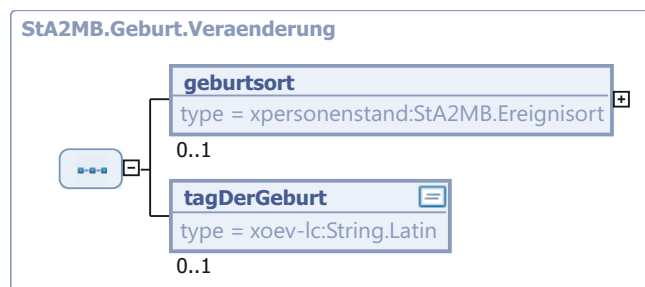 StA2MB.Geburt.Veraenderung
geburtsort
type = xpersonenstand:StA2MB.Ereignisort
0..1
tagDerGeburt
type = xoev-lc:String.Latin
0..1